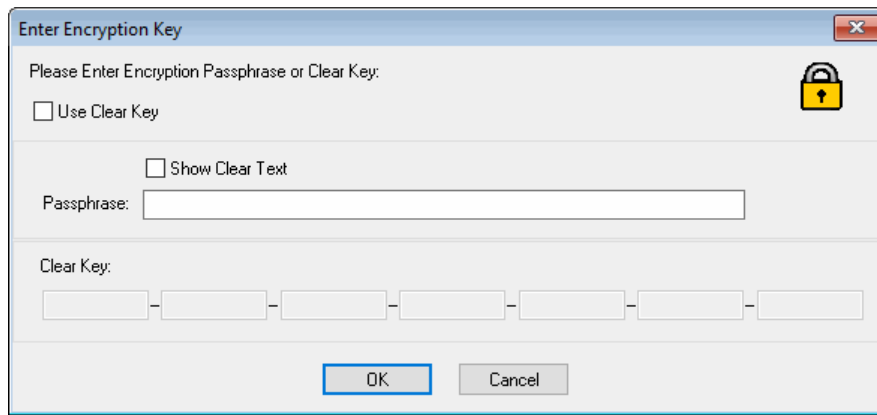 Enter Encryption Key
Please Enter Encryption Passphrase or Clear Key:
Use Clear Key
Show Clear Text
Passphrase:
Clear Key:
– – – – – –
OK Cancel